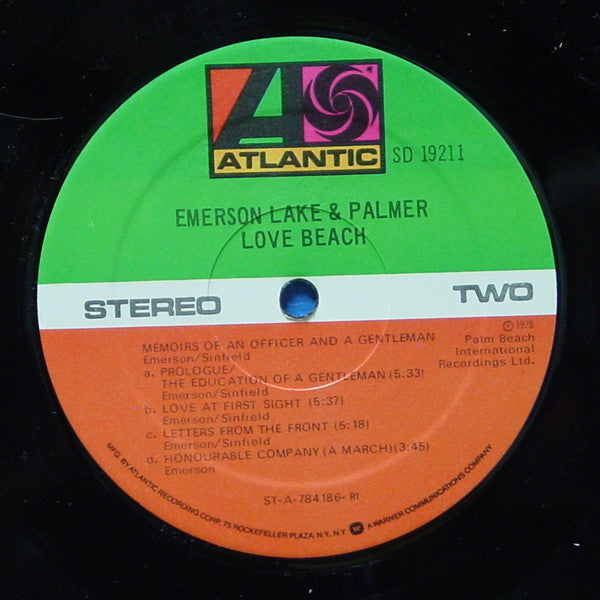 ATLANTIC
SD 19211
EMERSON LAKE & PALMER
LOVE BEACH
STEREO
TWO
MEMOIRS OF AN OFFICER AND A GENTLEMAN
Emerson/Sinfield
a. PROLOGUE/
THE EDUCATION OF A GENTLEMAN (5:33)
Emerson/Sinfield
b. LOVE AT FIRST SIGHT (5:37)
Emerson/Sinfield
c. LETTERS FROM THE FRONT (5:18)
Emerson/Sinfield
d. HONOURABLE COMPANY (A MARCH) (3:45)
Emerson
Palm Beach
International
Recordings Ltd.
ST-A-784186-RI
MFG. BY ATLANTIC RECORDING CORP. 75 ROCKEFELLER PLAZA, N.Y. N.Y. A WARNER COMMUNICATIONS COMPANY